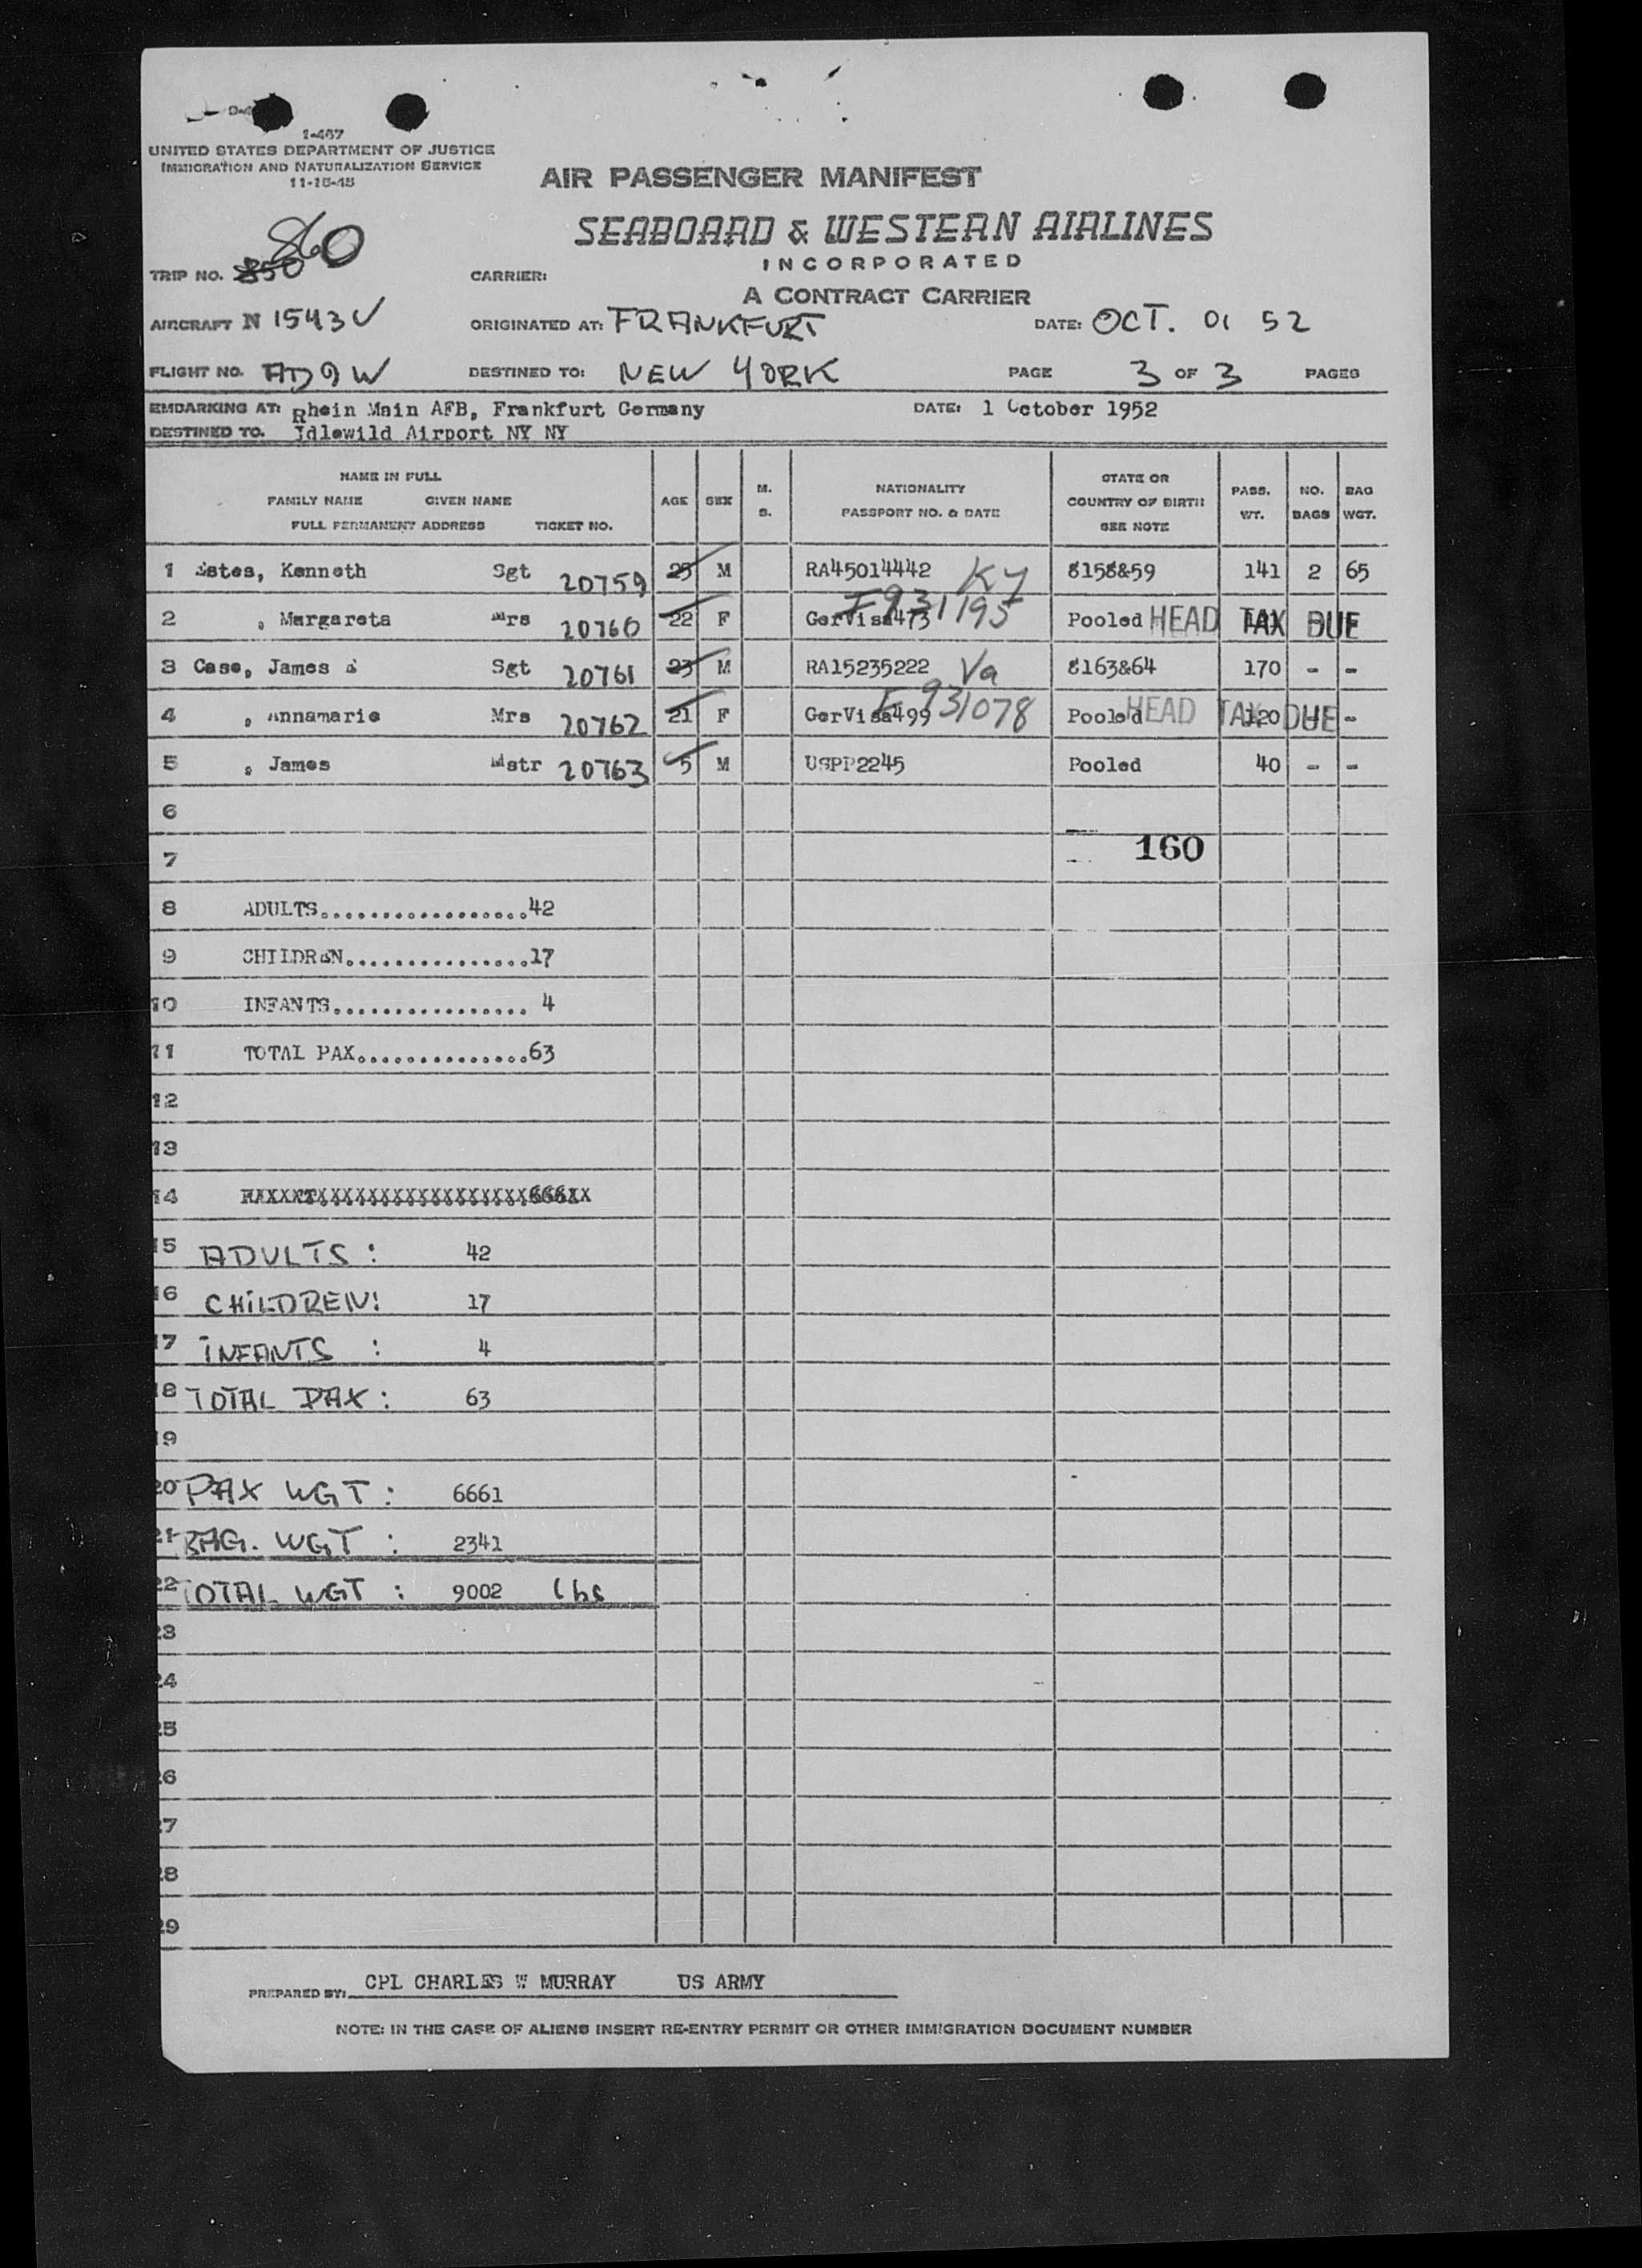 1-467
UNITED STATES DEPARTMENT OF JUSTICE
IMMIGRATION AND NATURALIZATION SERVICE
11-15-45
AIR PASSENGER MANIFEST
SEABOARD & WESTERN AIRLINES
INCORPORATED
A CONTRACT CARRIER
TRIP NO. 850 860
CARRIER:
AIRCRAFT N 1543V ORIGINATED AT: FRANKFURT DATE: OCT. 01 52
FLIGHT NO. AD9W DESTINED TO: NEW YORK PAGE 3 OF 3 PAGES
EMBARKING AT: Rhein Main AFB, Frankfurt Germany DATE: 1 October 1952
DESTINED TO. Idlewild Airport NY NY
NAME IN FULL
FAMILY NAME GIVEN NAME
FULL PERMANENT ADDRESS TICKET NO.
AGE SEX M. S.
NATIONALITY
PASSPORT NO. & DATE
STATE OR
COUNTRY OF BIRTH
SEE NOTE
PASS. WT. NO. BAGS BAG WGT.
1 Estes, Kenneth Sgt 20759 25 M RA45014442 Ky 8158&59 141 2 65
2 , Margareta Mrs 20760 22 F GerVisa473 E931195 Pooled HEAD TAX DUE
3 Case, James E Sgt 20761 23 M RA15235222 Va 8163&64 170 - -
4 , Annamarie Mrs 20762 21 F GerVisa499 E931078 Pooled HEAD TAX DUE 120 - -
5 , James Mstr 20763 5 M USPP2245 Pooled 40 - -
6
7 160
8 ADULTS..................42
9 CHILDREN...............17
10 INFANTS................ 4
11 TOTAL PAX..............63
12
13
14
15 ADULTS: 42
16 CHILDREN: 17
17 INFANTS : 4
18 TOTAL PAX: 63
19
20 PAX WGT: 6661
21 BAG. WGT : 2341
22 TOTAL WGT : 9002 lbs
23
24
25
26
27
28
29
PREPARED BY: CPL CHARLES W MURRAY US ARMY
NOTE: IN THE CASE OF ALIENS INSERT RE-ENTRY PERMIT OR OTHER IMMIGRATION DOCUMENT NUMBER